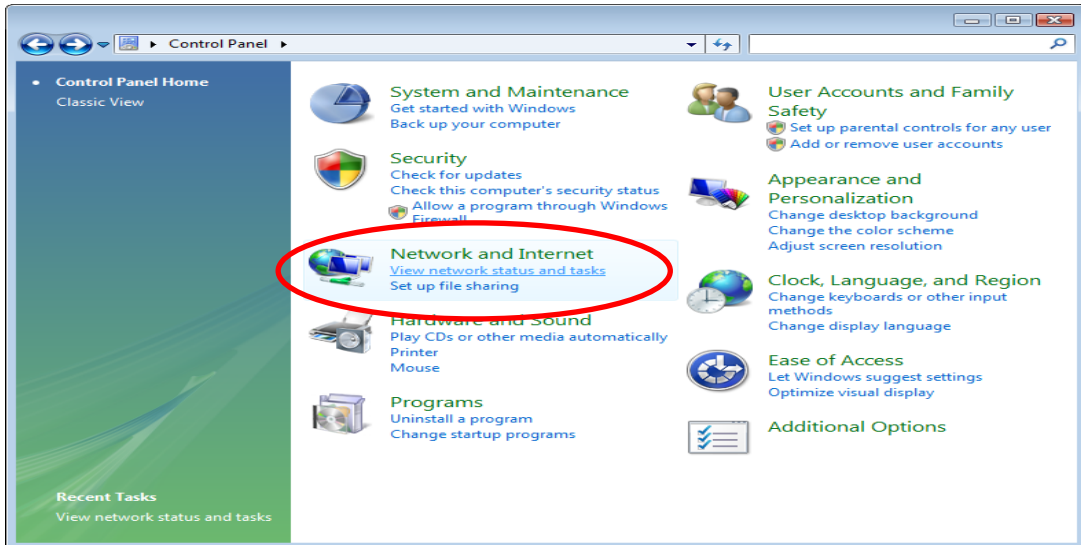 Control Panel
Control Panel Home
Classic View
System and Maintenance
Get started with Windows
Back up your computer
Security
Check for updates
Check this computer's security status
Allow a program through Windows
Firewall
Network and Internet
View network status and tasks
Set up file sharing
Hardware and Sound
Play CDs or other media automatically
Printer
Mouse
Programs
Uninstall a program
Change startup programs
User Accounts and Family
Safety
Set up parental controls for any user
Add or remove user accounts
Appearance and
Personalization
Change desktop background
Change the color scheme
Adjust screen resolution
Clock, Language, and Region
Change keyboards or other input
methods
Change display language
Ease of Access
Let Windows suggest settings
Optimize visual display
Additional Options
Recent Tasks
View network status and tasks